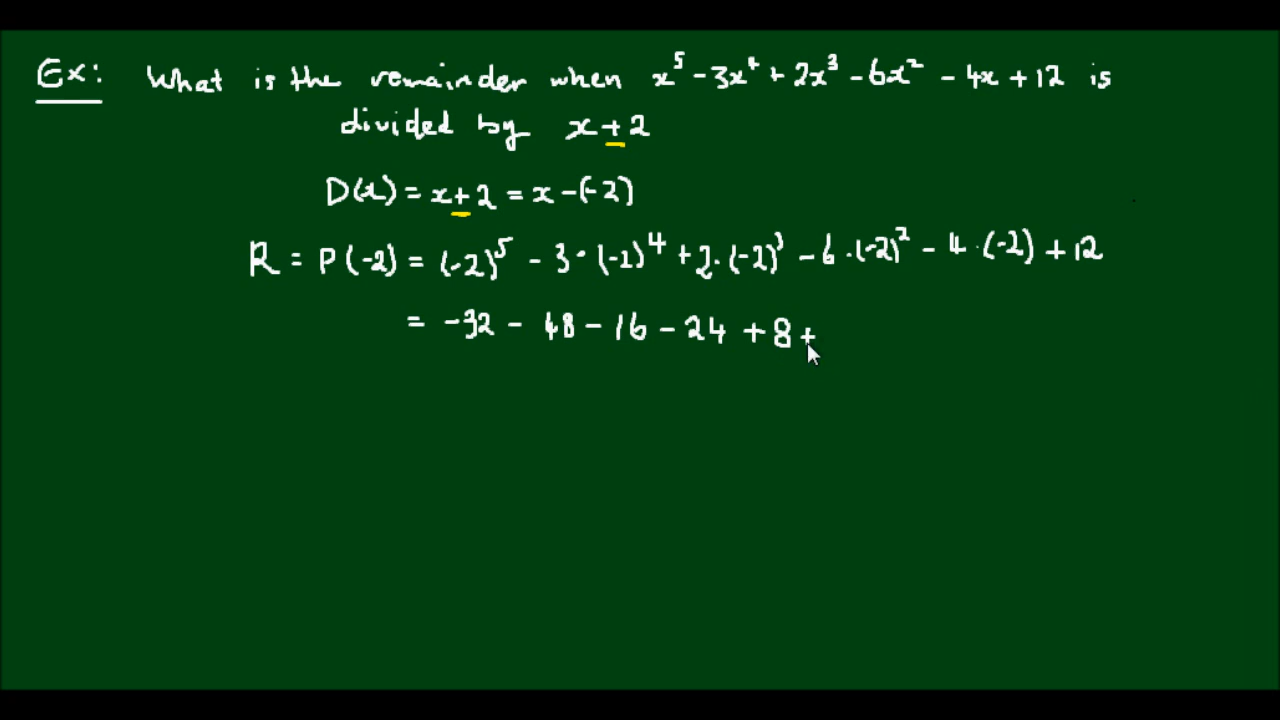 Ex: What is the remainder when x⁵ - 3x⁴ + 2x³ - 6x² - 4x + 12 is
divided by x + 2
D(x) = x + 2 = x - (-2)
R = P(-2) = (-2)⁵ - 3·(-2)⁴ + 2·(-2)³ - 6·(-2)² - 4·(-2) + 12
= -32 - 48 - 16 - 24 + 8 +